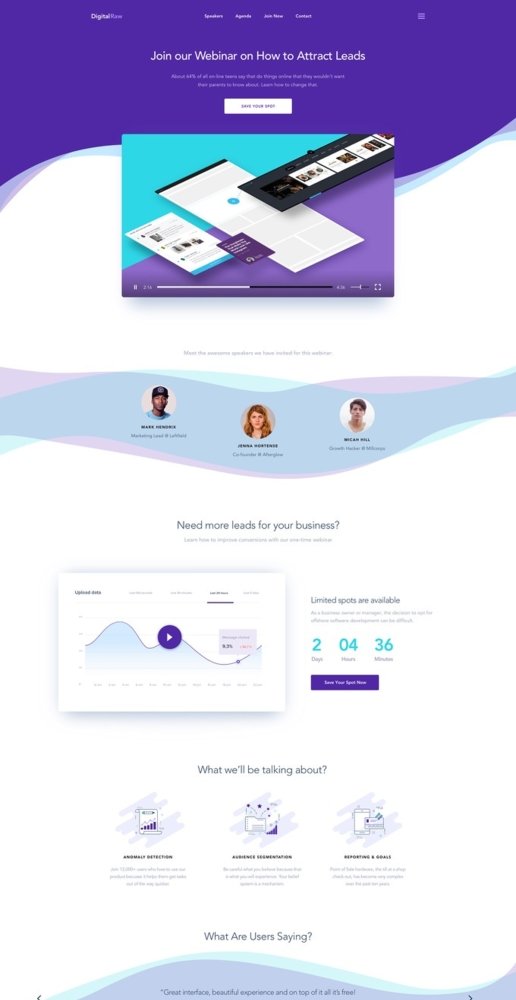 DigitalRaw
Speakers
Agenda
Join Now
Contact
Join our Webinar on How to Attract Leads
About 64% of all on-line teens say that do things online that they wouldn't want
their parents to know about. Learn how to change that.
SAVE YOUR SPOT
2:16
4:06
Meet the awesome speakers we have invited for this webinar
MARK HENDRIX
Marketing Lead @ Leftfield
JENNA HORTENSE
Co-founder @ Afterglow
MICAH HILL
Growth Hacker @ Millceeps
Need more leads for your business?
Learn how to improve conversions with our one-time webinar
Upload data
Last 30 minutes
Last 24 hours
Message choice
9,3%
Limited spots are available
As a business owner or manager, the decision to opt for
offshore software development can be difficult.
2
04
36
Days
Hours
Minutes
Save Your Spot Now
What we'll be talking about?
ANOMALY DETECTION
Join 13,000+ users who love to use our
product because it helps them get tasks
out of the way quicker.
AUDIENCE SEGMENTATION
Be careful what you believe because that
is what you will experience. Your belief
system is a mechanism.
REPORTING & GOALS
Point of Sale hardware, the till at a shop
check out, has become very complex
over the past ten years.
What Are Users Saying?
"Great interface, beautiful experience and on top of it all it's free!